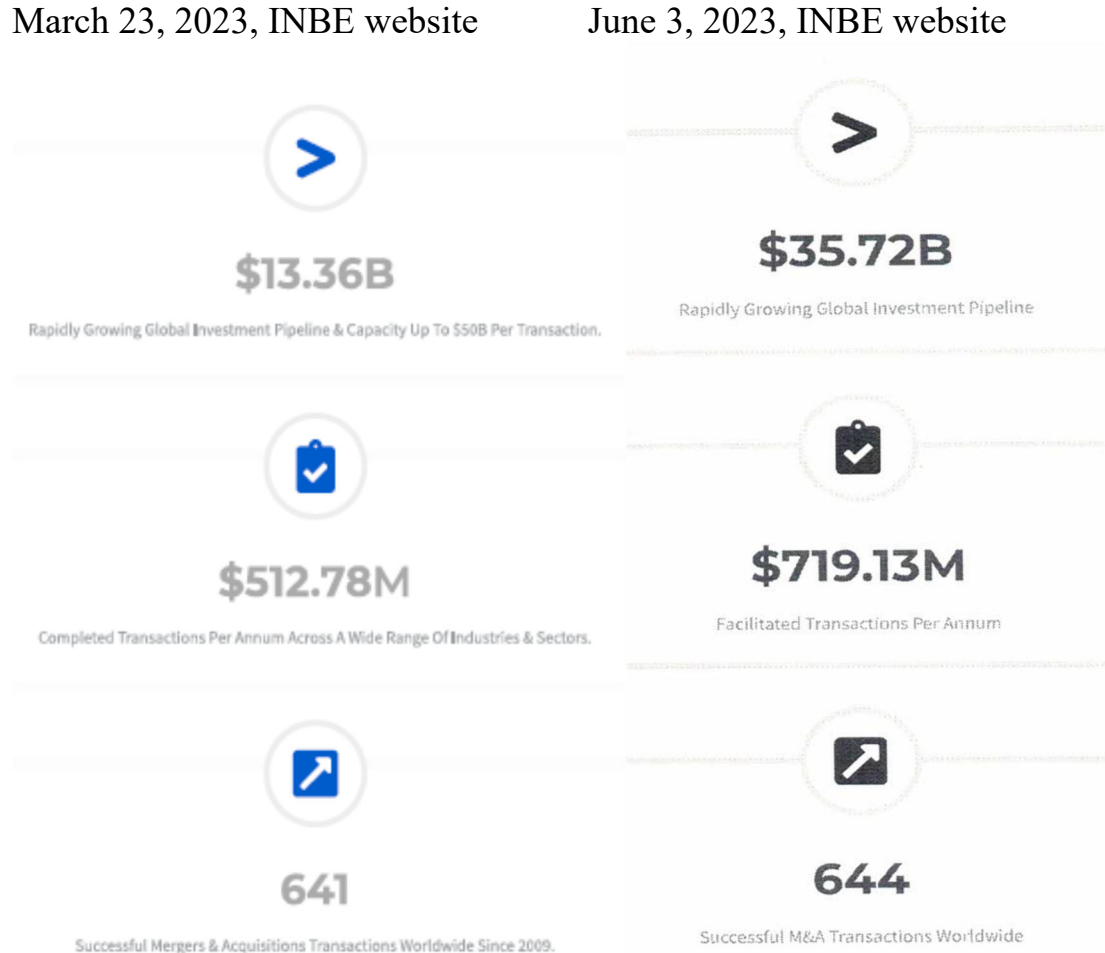 March 23, 2023, INBE website
June 3, 2023, INBE website
$13.36B
Rapidly Growing Global Investment Pipeline & Capacity Up To $50B Per Transaction.
$512.78M
Completed Transactions Per Annum Across A Wide Range Of Industries & Sectors.
641
Successful Mergers & Acquisitions Transactions Worldwide Since 2009.
$35.72B
Rapidly Growing Global Investment Pipeline
$719.13M
Facilitated Transactions Per Annum
644
Successful M&A Transactions Worldwide